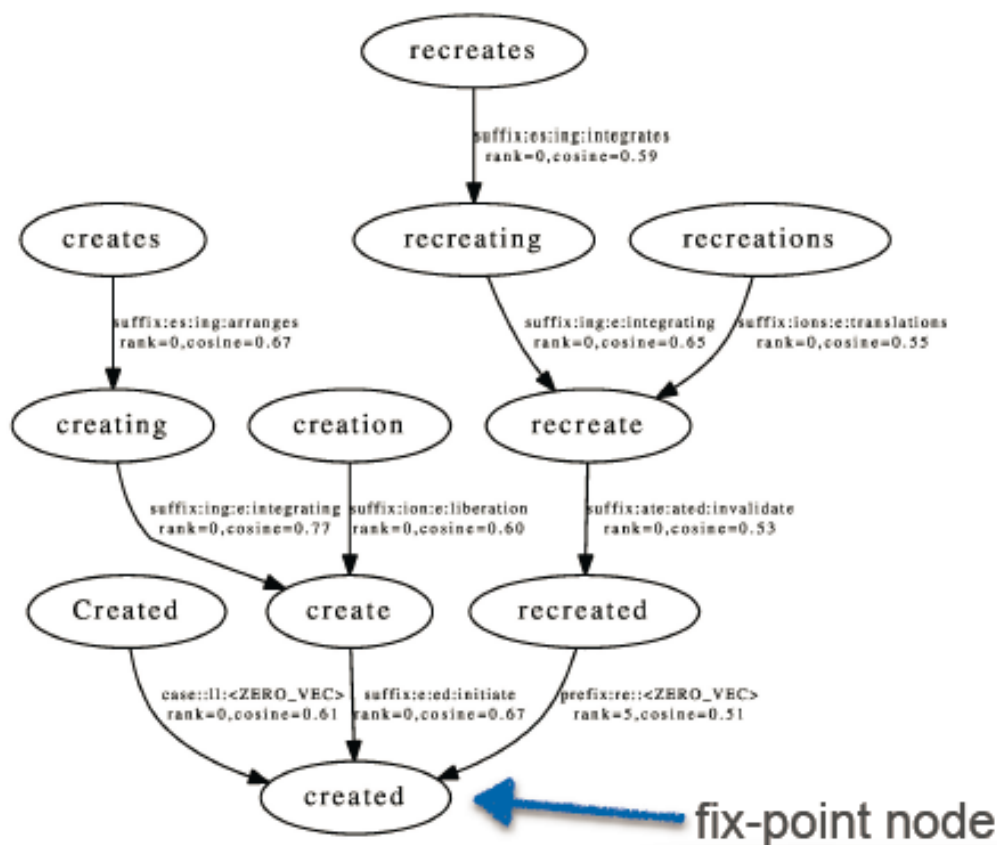 recreates
suffix:es:ing:integrates
rank=0,cosine=0.59
creates
recreating
recreations
suffix:es:ing:arranges
rank=0,cosine=0.67
suffix:ing:e:integrating
rank=0,cosine=0.65
suffix:ions:e:translations
rank=0,cosine=0.55
creating
creation
recreate
suffix:ing:e:integrating
rank=0,cosine=0.77
suffix:ion:e:liberation
rank=0,cosine=0.60
suffix:ate:ated:invalidate
rank=0,cosine=0.53
Created
create
recreated
case::ll:<ZERO_VEC>
rank=0,cosine=0.61
suffix:e:ed:initiate
rank=0,cosine=0.67
prefix:re::<ZERO_VEC>
rank=5,cosine=0.51
created
fix-point node